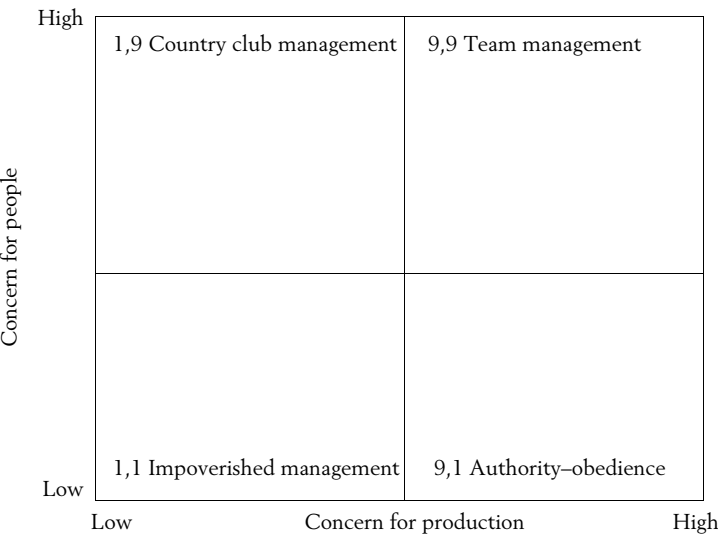 High
1,9 Country club management
9,9 Team management
Concern for people
1,1 Impoverished management
9,1 Authority–obedience
Low
Low
Concern for production
High